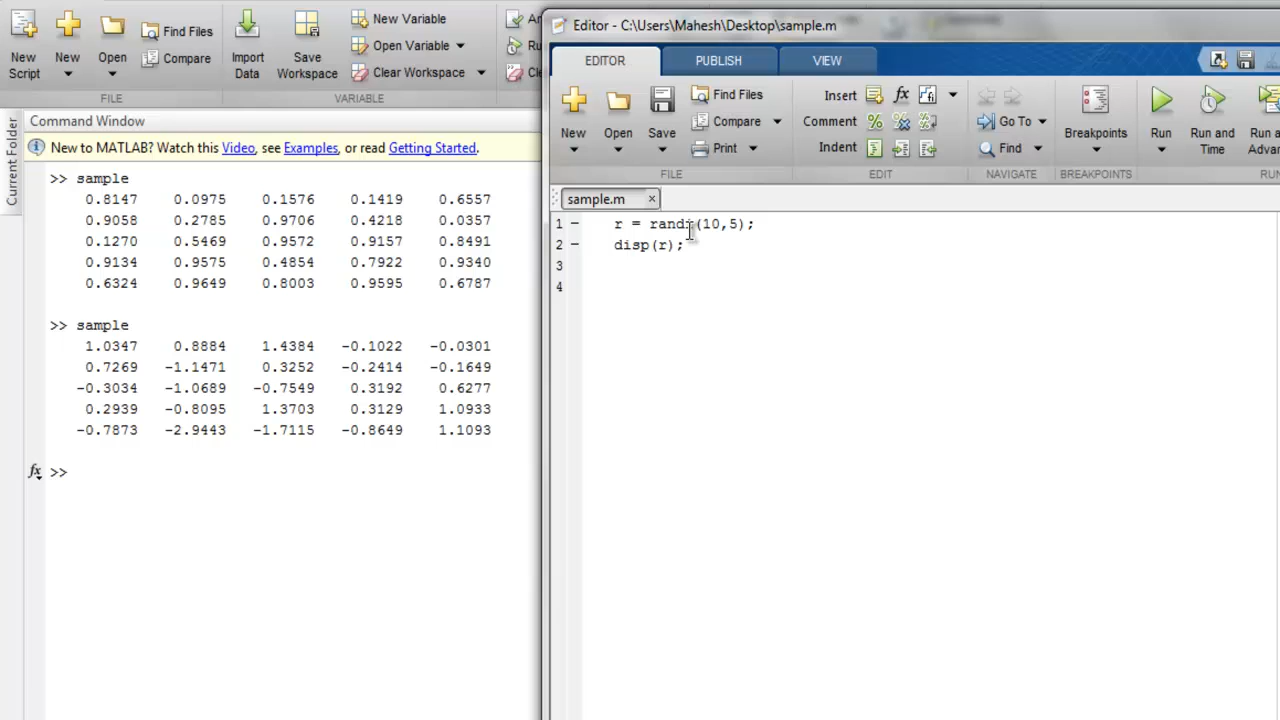 New Script
New
Open
Find Files
Compare
Import Data
Save Workspace
New Variable
Open Variable
Clear Workspace
FILE
VARIABLE
Current Folder
Command Window
New to MATLAB? Watch this Video, see Examples, or read Getting Started.
>> sample
0.8147 0.0975 0.1576 0.1419 0.6557
0.9058 0.2785 0.9706 0.4218 0.0357
0.1270 0.5469 0.9572 0.9157 0.8491
0.9134 0.9575 0.4854 0.7922 0.9340
0.6324 0.9649 0.8003 0.9595 0.6787
>> sample
1.0347 0.8884 1.4384 -0.1022 -0.0301
0.7269 -1.1471 0.3252 -0.2414 -0.1649
-0.3034 -1.0689 -0.7549 0.3192 0.6277
0.2939 -0.8095 1.3703 0.3129 1.0933
-0.7873 -2.9443 -1.7115 -0.8649 1.1093
fx >>
Editor - C:\Users\Mahesh\Desktop\sample.m
EDITOR
PUBLISH
VIEW
New
Open
Save
Find Files
Compare
Print
Insert fx
Comment
Indent
Go To
Find
Breakpoints
Run
Run and Time
Run and
FILE
EDIT
NAVIGATE
BREAKPOINTS
sample.m
1 r = randi(10,5);
2 disp(r);
3
4